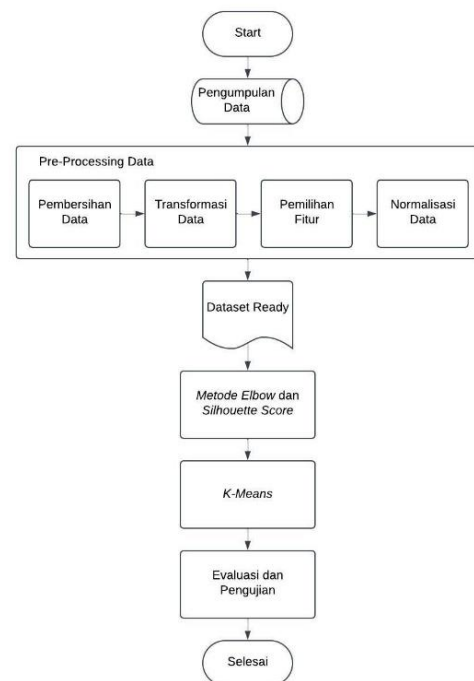 Start
Pengumpulan
Data
Pre-Processing Data
Pembersihan
Data
Transformasi
Data
Pemilihan
Fitur
Normalisasi
Data
Dataset Ready
Metode Elbow dan
Silhouette Score
K-Means
Evaluasi dan
Pengujian
Selesai